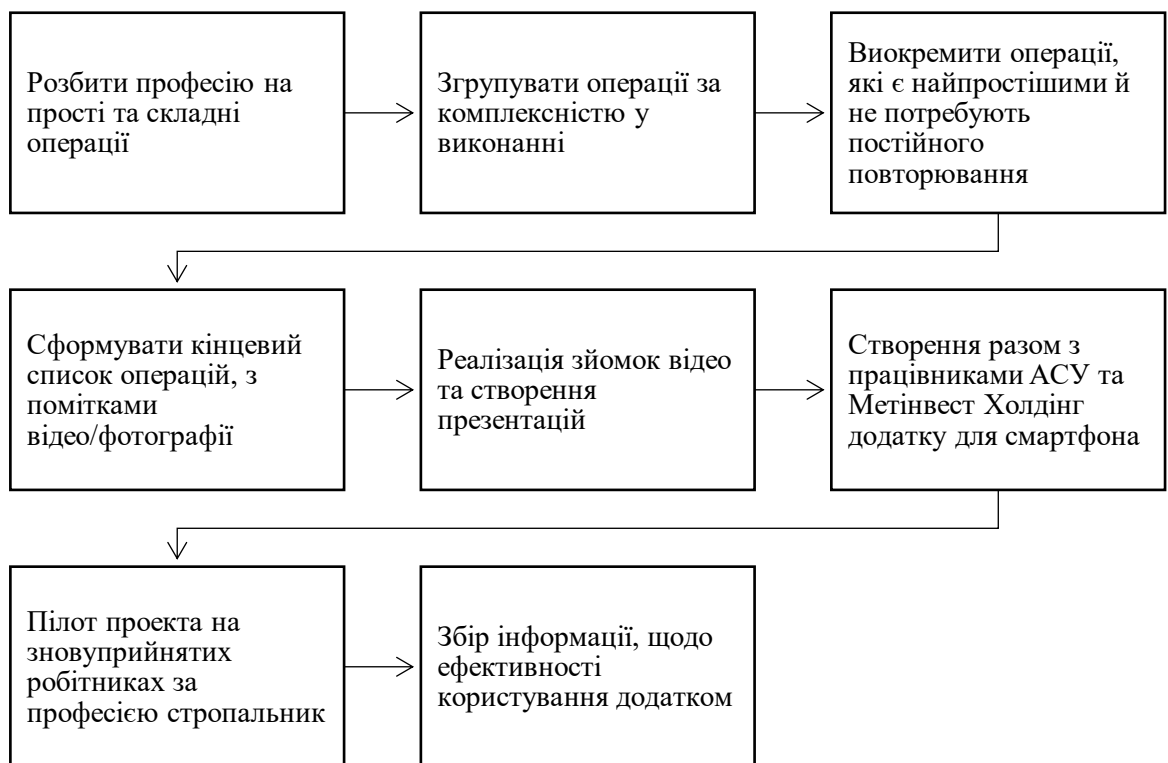 Розбити професію на
прості та складні
операції
Згрупувати операції за
комплексністю у
виконанні
Виокремити операції,
які є найпростішими й
не потребують
постійного
повторювання
Сформувати кінцевий
список операцій, з
помітками
відео/фотографії
Реалізація зйомок відео
та створення
презентацій
Створення разом з
працівниками АСУ та
Метінвест Холдінг
додатку для смартфона
Пілот проекта на
зновуприйнятих
робітниках за
професією стропальник
Збір інформації, щодо
ефективності
користування додатком